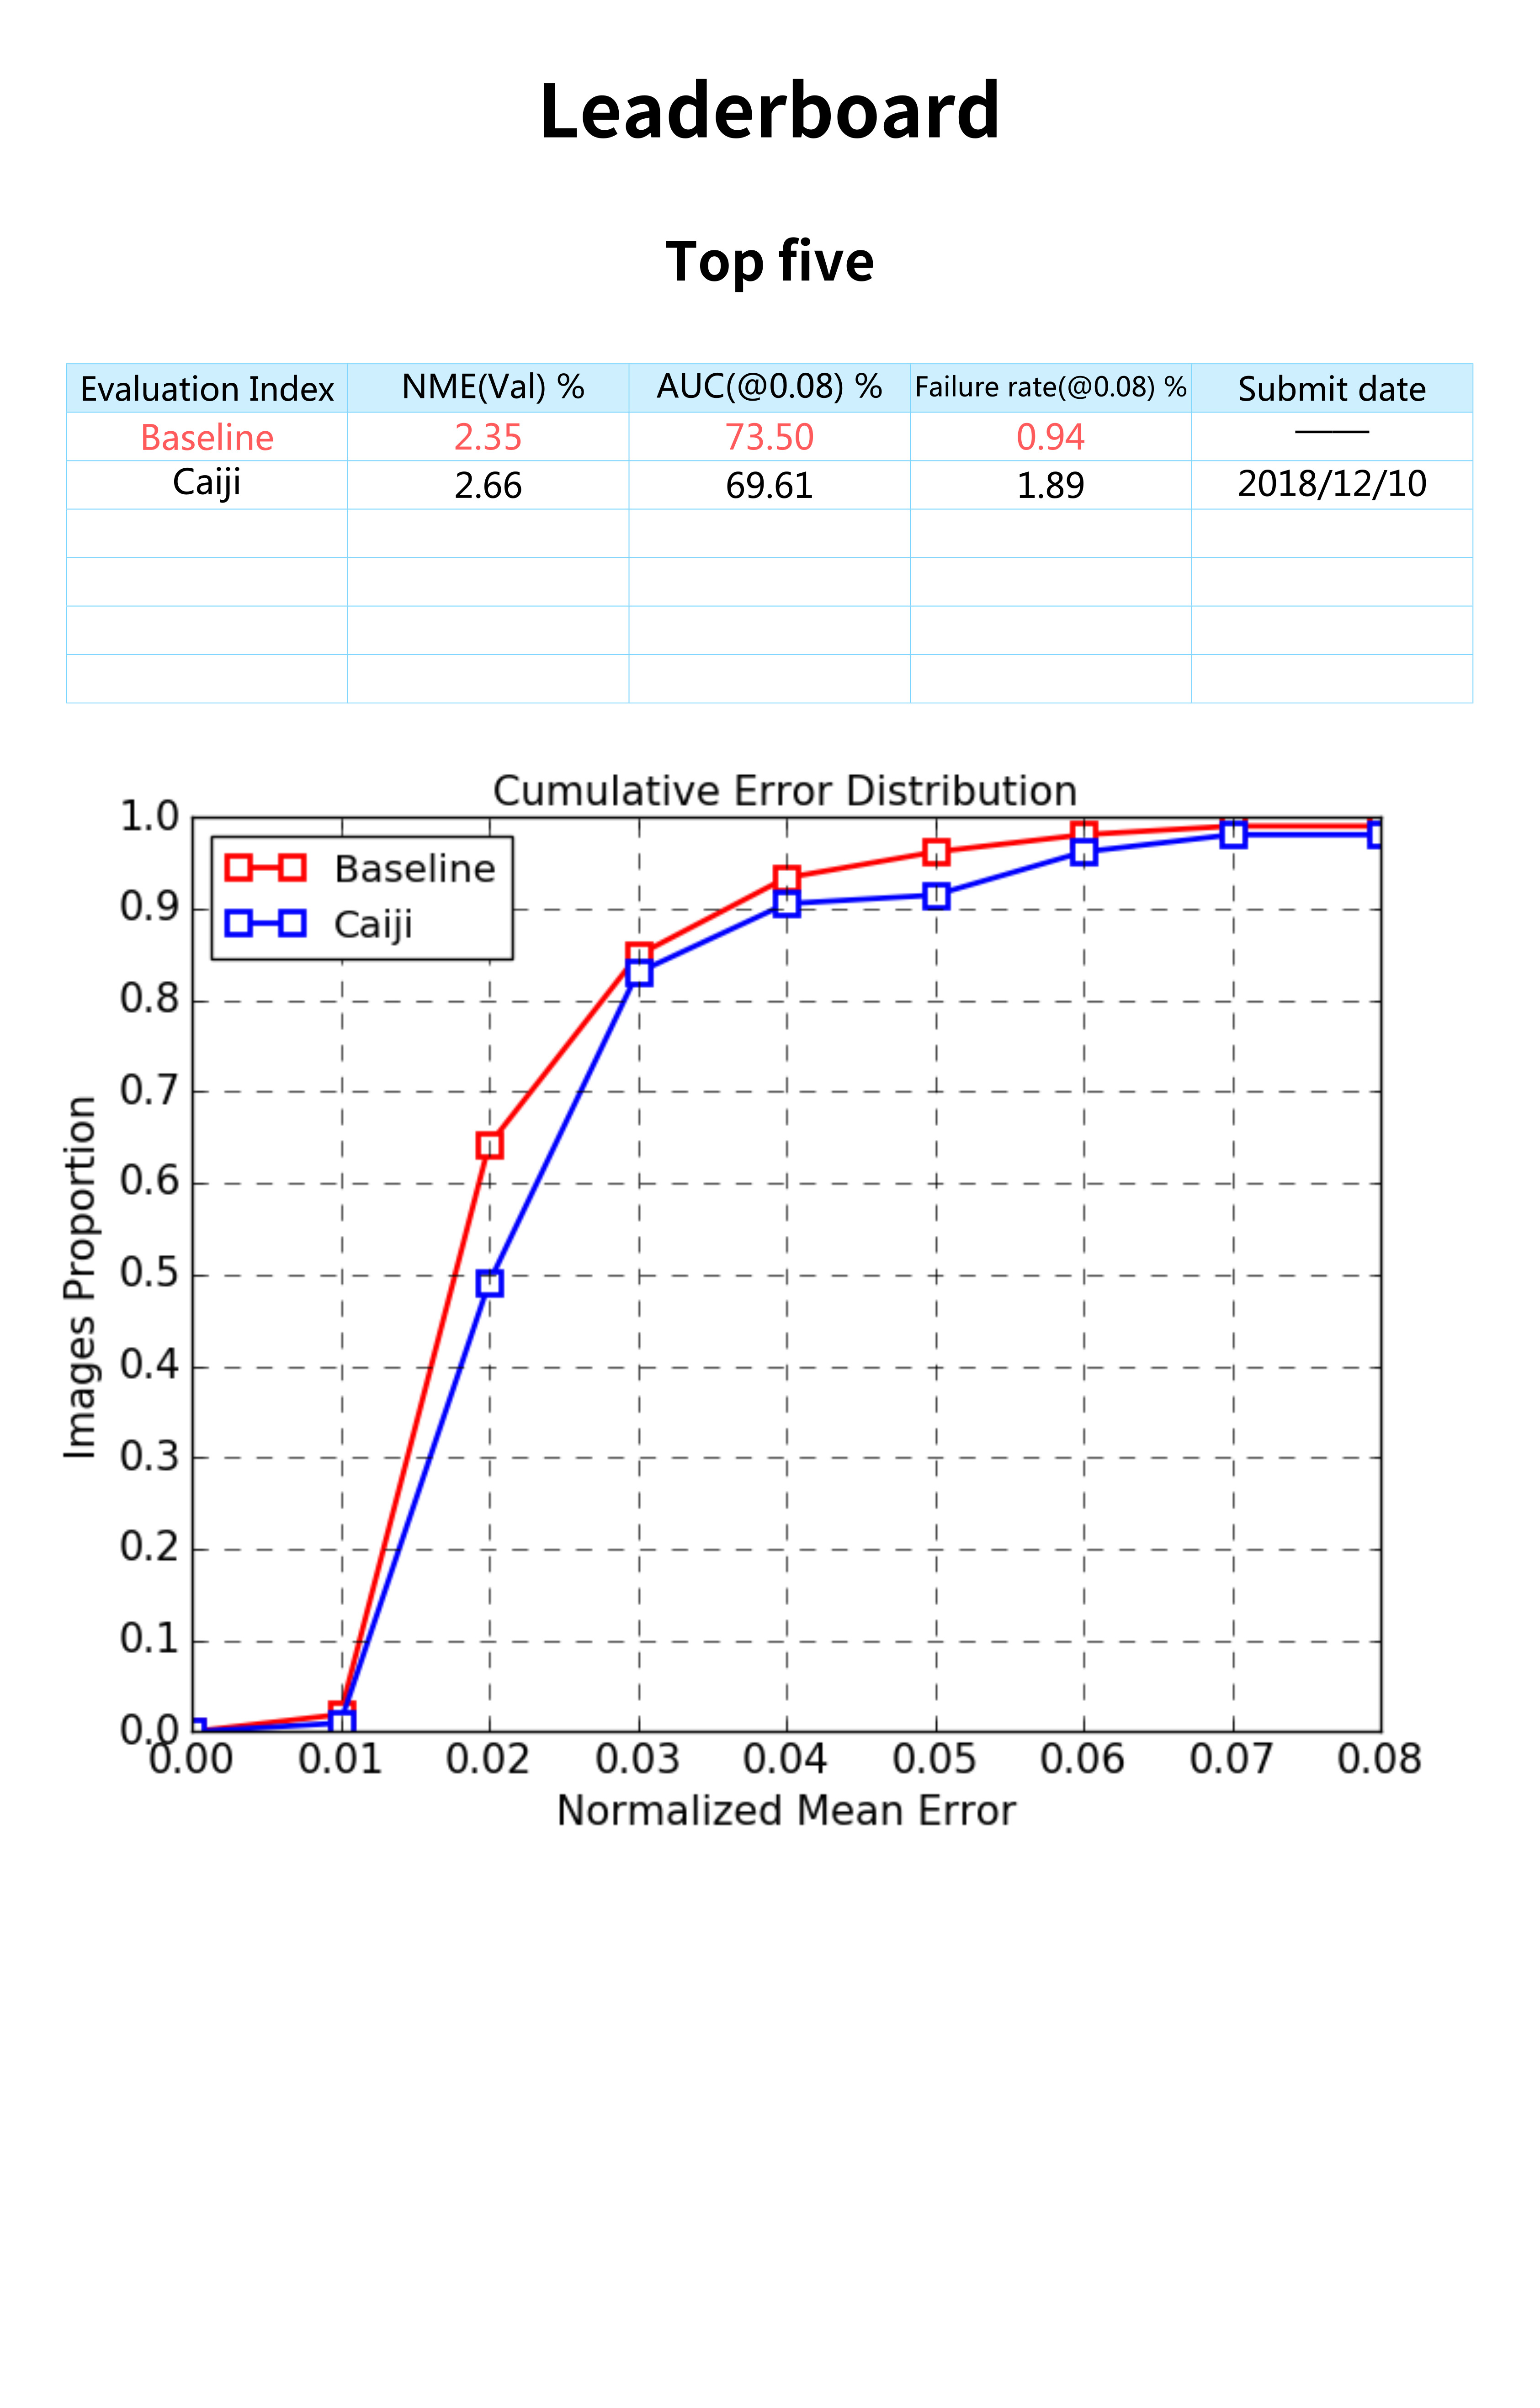 Leaderboard
Top five
Evaluation Index NME(Val) % AUC(@0.08) % Failure rate(@0.08) % Submit date
Baseline 2.35 73.50 0.94 ——
Caiji 2.66 69.61 1.89 2018/12/10
Cumulative Error Distribution
Baseline
Caiji
1.0
0.9
0.8
0.7
0.6
0.5
0.4
0.3
0.2
0.1
0.0
Images Proportion
0.00 0.01 0.02 0.03 0.04 0.05 0.06 0.07 0.08
Normalized Mean Error